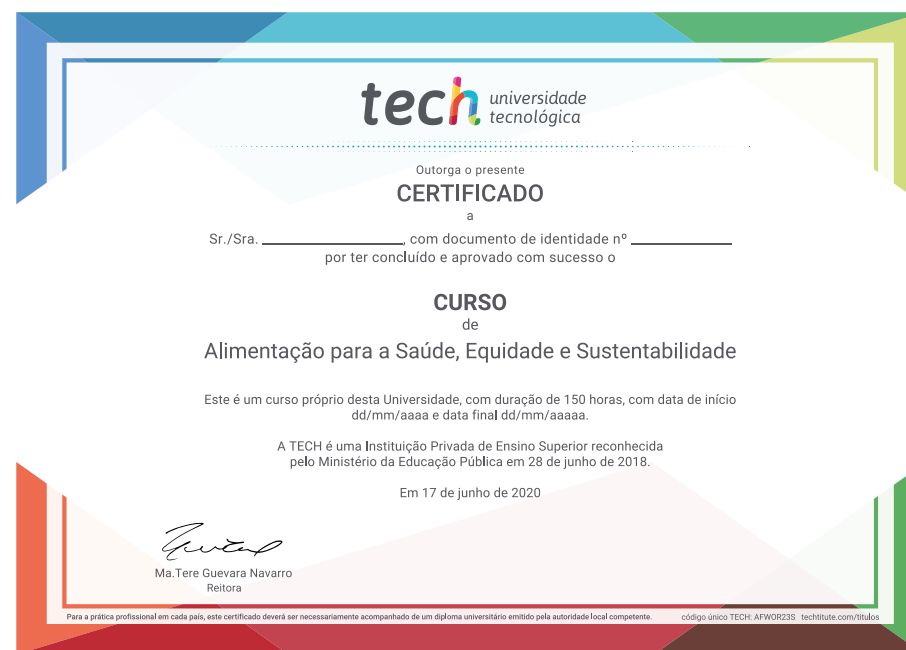 tech universidade
tecnológica
Outorga o presente
CERTIFICADO
a
Sr./Sra. ______________, com documento de identidade nº __________
por ter concluído e aprovado com sucesso o
CURSO
de
Alimentação para a Saúde, Equidade e Sustentabilidade
Este é um curso próprio desta Universidade, com duração de 150 horas, com data de início
dd/mm/aaaa e data final dd/mm/aaaaa.
A TECH é uma Instituição Privada de Ensino Superior reconhecida
pelo Ministério da Educação Pública em 28 de junho de 2018.
Em 17 de junho de 2020
Ma.Tere Guevara Navarro
Reitora
Para a prática profissional em cada país, este certificado deverá ser necessariamente acompanhado de um diploma universitário emitido pela autoridade local competente. código único TECH: AFWOR23S techtitute.com/titulos